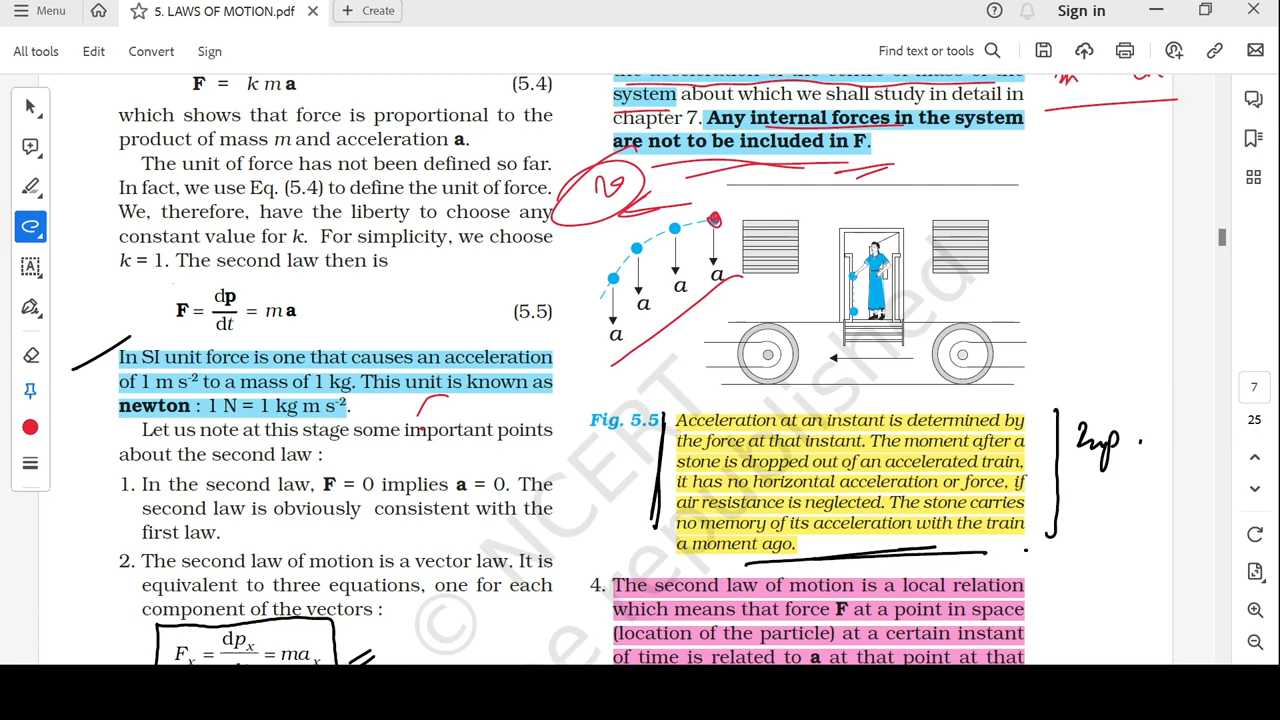 Menu
5. LAWS OF MOTION.pdf
Create
Sign in
All tools
Edit
Convert
Sign
Find text or tools
F = k m a (5.4)
which shows that force is proportional to the
product of mass m and acceleration a.
The unit of force has not been defined so far.
In fact, we use Eq. (5.4) to define the unit of force.
We, therefore, have the liberty to choose any
constant value for k. For simplicity, we choose
k = 1. The second law then is
F = dp/dt = m a (5.5)
In SI unit force is one that causes an acceleration
of 1 m s-2 to a mass of 1 kg. This unit is known as
newton : 1 N = 1 kg m s-2.
Let us note at this stage some important points
about the second law :
1. In the second law, F = 0 implies a = 0. The
second law is obviously consistent with the
first law.
2. The second law of motion is a vector law. It is
equivalent to three equations, one for each
component of the vectors :
Fx = dpx = max
the acceleration of the centre of mass of the
system about which we shall study in detail in
chapter 7. Any internal forces in the system
are not to be included in F.
a
a
a
a
Fig. 5.5 Acceleration at an instant is determined by
the force at that instant. The moment after a
stone is dropped out of an accelerated train,
it has no horizontal acceleration or force, if
air resistance is neglected. The stone carries
no memory of its acceleration with the train
a moment ago.
Imp.
4. The second law of motion is a local relation
which means that force F at a point in space
(location of the particle) at a certain instant
of time is related to a at that point at that
© NCERT
e republished
7
25